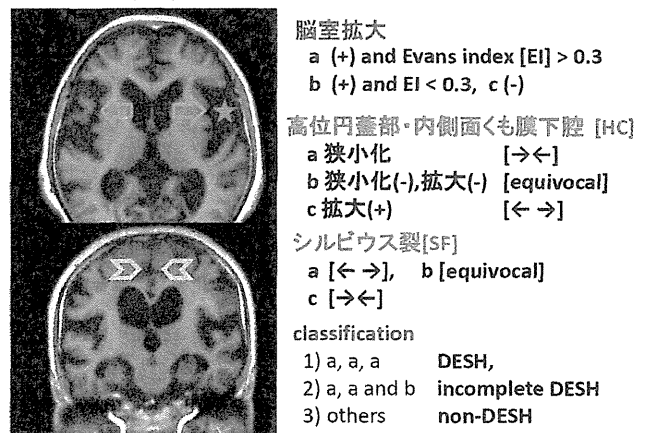 脳室拡大
a (+) and Evans index [EI] > 0.3
b (+) and EI < 0.3, c (-)
高位円蓋部・内側面くも膜下腔 [HC]
a 狭小化 [→←]
b 狭小化(-),拡大(-) [equivocal]
c 拡大(+) [← →]
シルビウス裂[SF]
a [← →], b [equivocal]
c [→←]
classification
1) a, a, a DESH,
2) a, a and b incomplete DESH
3) others non-DESH